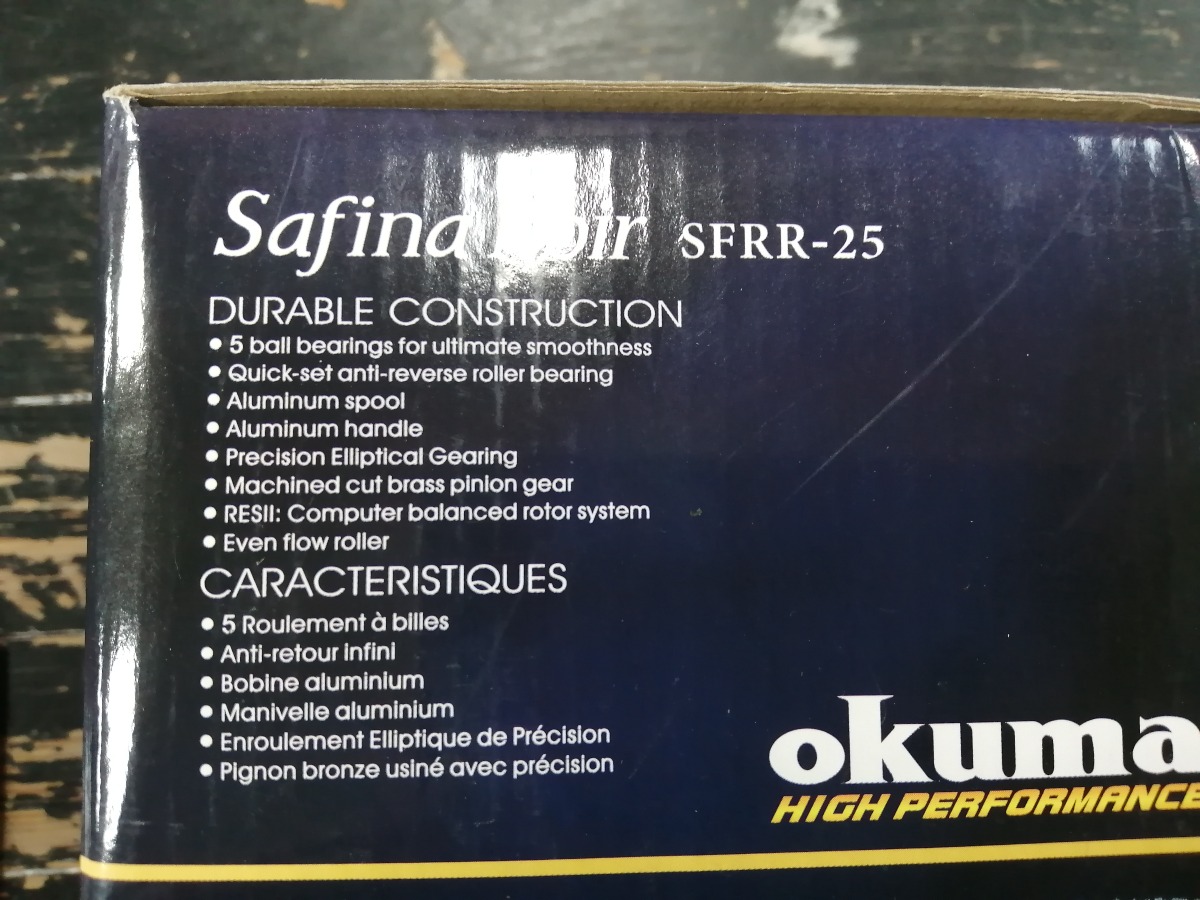 Safina SFRR-25
DURABLE CONSTRUCTION
• 5 ball bearings for ultimate smoothness
• Quick-set anti-reverse roller bearing
• Aluminum spool
• Aluminum handle
• Precision Elliptical Gearing
• Machined cut brass pinion gear
• RESII: Computer balanced rotor system
• Even flow roller
CARACTERISTIQUES
• 5 Roulement à billes
• Anti-retour infini
• Bobine aluminium
• Manivelle aluminium
• Enroulement Elliptique de Précision
• Pignon bronze usiné avec précision
okuma
HIGH PERFORMANCE